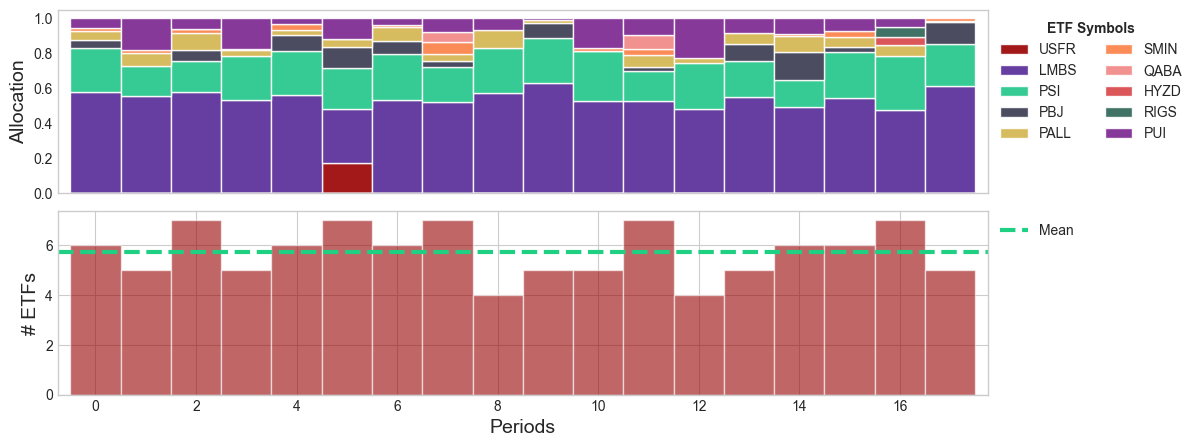 1.0
0.8
0.6
0.4
0.2
0.0
Allocation
ETF Symbols
USFR SMIN
LMBS QABA
PSI HYZD
PBJ RIGS
PALL PUI
6
4
2
0
# ETFs
Mean
0 2 4 6 8 10 12 14 16
Periods